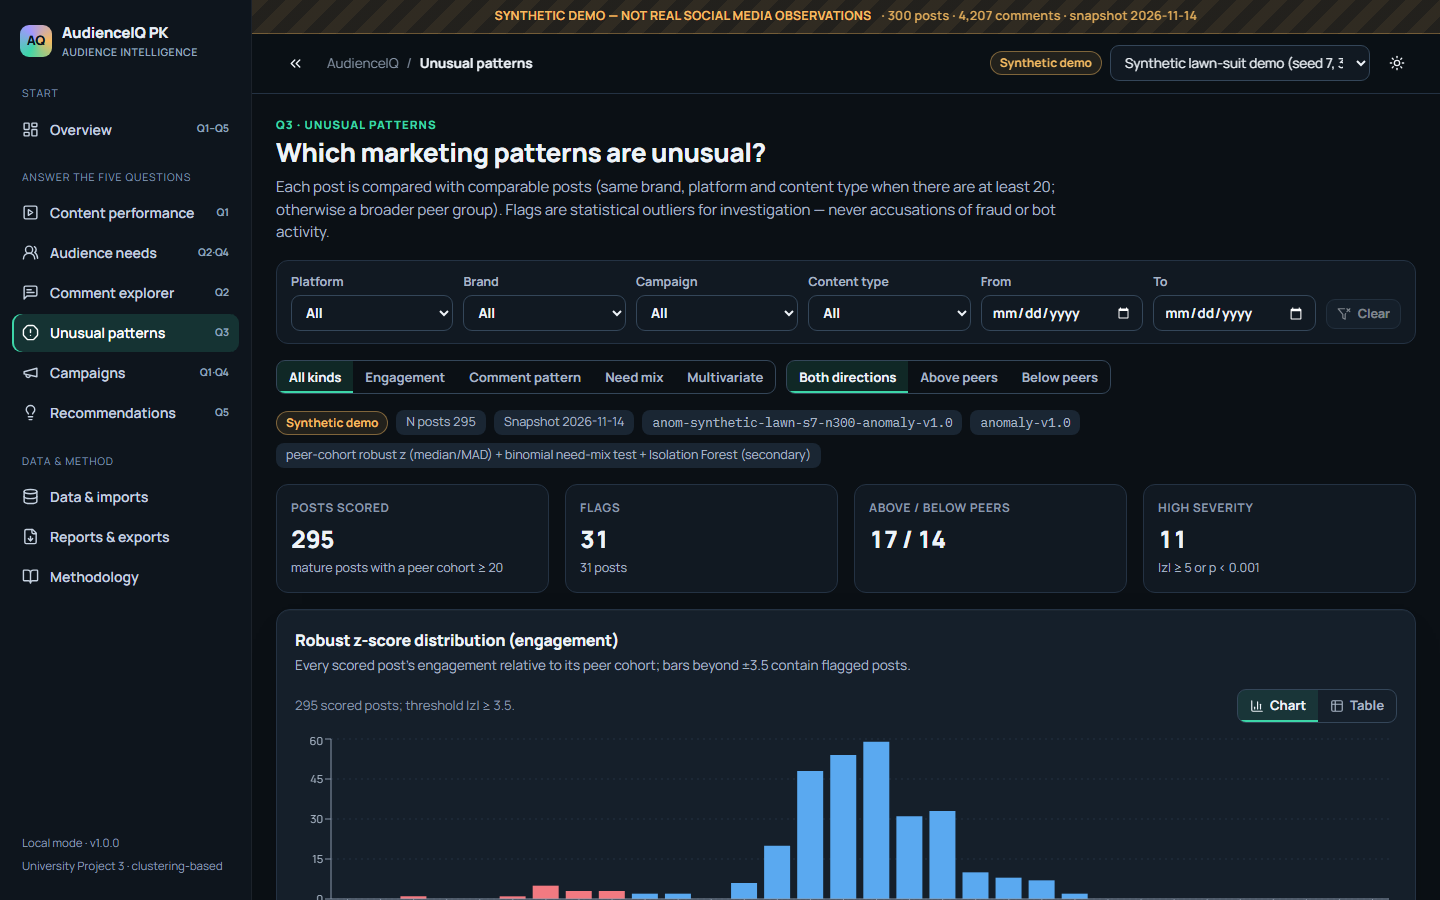 SYNTHETIC DEMO — NOT REAL SOCIAL MEDIA OBSERVATIONS · 300 posts · 4,207 comments · snapshot 2026-11-14
AQ
AudienceIQ PK
AUDIENCE INTELLIGENCE
START
Overview Q1–Q5
ANSWER THE FIVE QUESTIONS
Content performance Q1
Audience needs Q2·Q4
Comment explorer Q2
Unusual patterns Q3
Campaigns Q1·Q4
Recommendations Q5
DATA & METHOD
Data & imports
Reports & exports
Methodology
Local mode · v1.0.0
University Project 3 · clustering-based
AudienceIQ / Unusual patterns
Synthetic demo
Synthetic lawn-suit demo (seed 7, 3
Q3 · UNUSUAL PATTERNS
Which marketing patterns are unusual?
Each post is compared with comparable posts (same brand, platform and content type when there are at least 20;
otherwise a broader peer group). Flags are statistical outliers for investigation — never accusations of fraud or bot
activity.
Platform Brand Campaign Content type From To
All All All All mm/dd/yyyy mm/dd/yyyy Clear
All kinds Engagement Comment pattern Need mix Multivariate Both directions Above peers Below peers
Synthetic demo N posts 295 Snapshot 2026-11-14 anom-synthetic-lawn-s7-n300-anomaly-v1.0 anomaly-v1.0
peer-cohort robust z (median/MAD) + binomial need-mix test + Isolation Forest (secondary)
POSTS SCORED
295
mature posts with a peer cohort ≥ 20
FLAGS
31
31 posts
ABOVE / BELOW PEERS
17 / 14
HIGH SEVERITY
11
|z| ≥ 5 or p < 0.001
Robust z-score distribution (engagement)
Every scored post's engagement relative to its peer cohort; bars beyond ±3.5 contain flagged posts.
295 scored posts; threshold |z| ≥ 3.5.
Chart Table
60
45
30
15
0